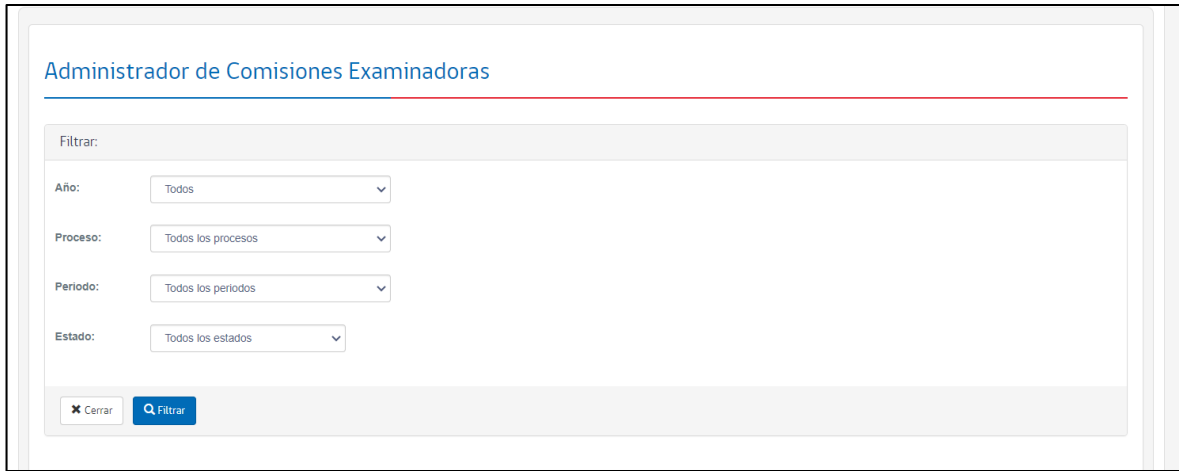 Administrador de Comisiones Examinadoras
Filtrar:
Año: Todos
Proceso: Todos los procesos
Periodo: Todos los periodos
Estado: Todos los estados
Cerrar Filtrar